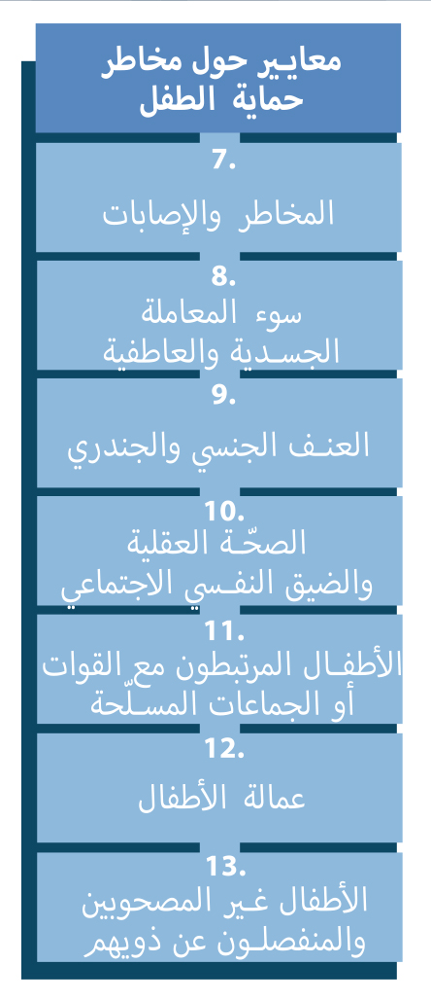 معايير حول مخاطر
حماية الطفل
7.
المخاطر والإصابات
8.
سوء المعاملة
الجسدية والعاطفية
9.
العنف الجنسي والجندري
10.
الصحّة العقلية
والضيق النفسي الاجتماعي
11.
الأطفال المرتبطون مع القوات
أو الجماعات المسلّحة
12.
عمالة الأطفال
13.
الأطفال غير المصحوبين
والمنفصلون عن ذويهم